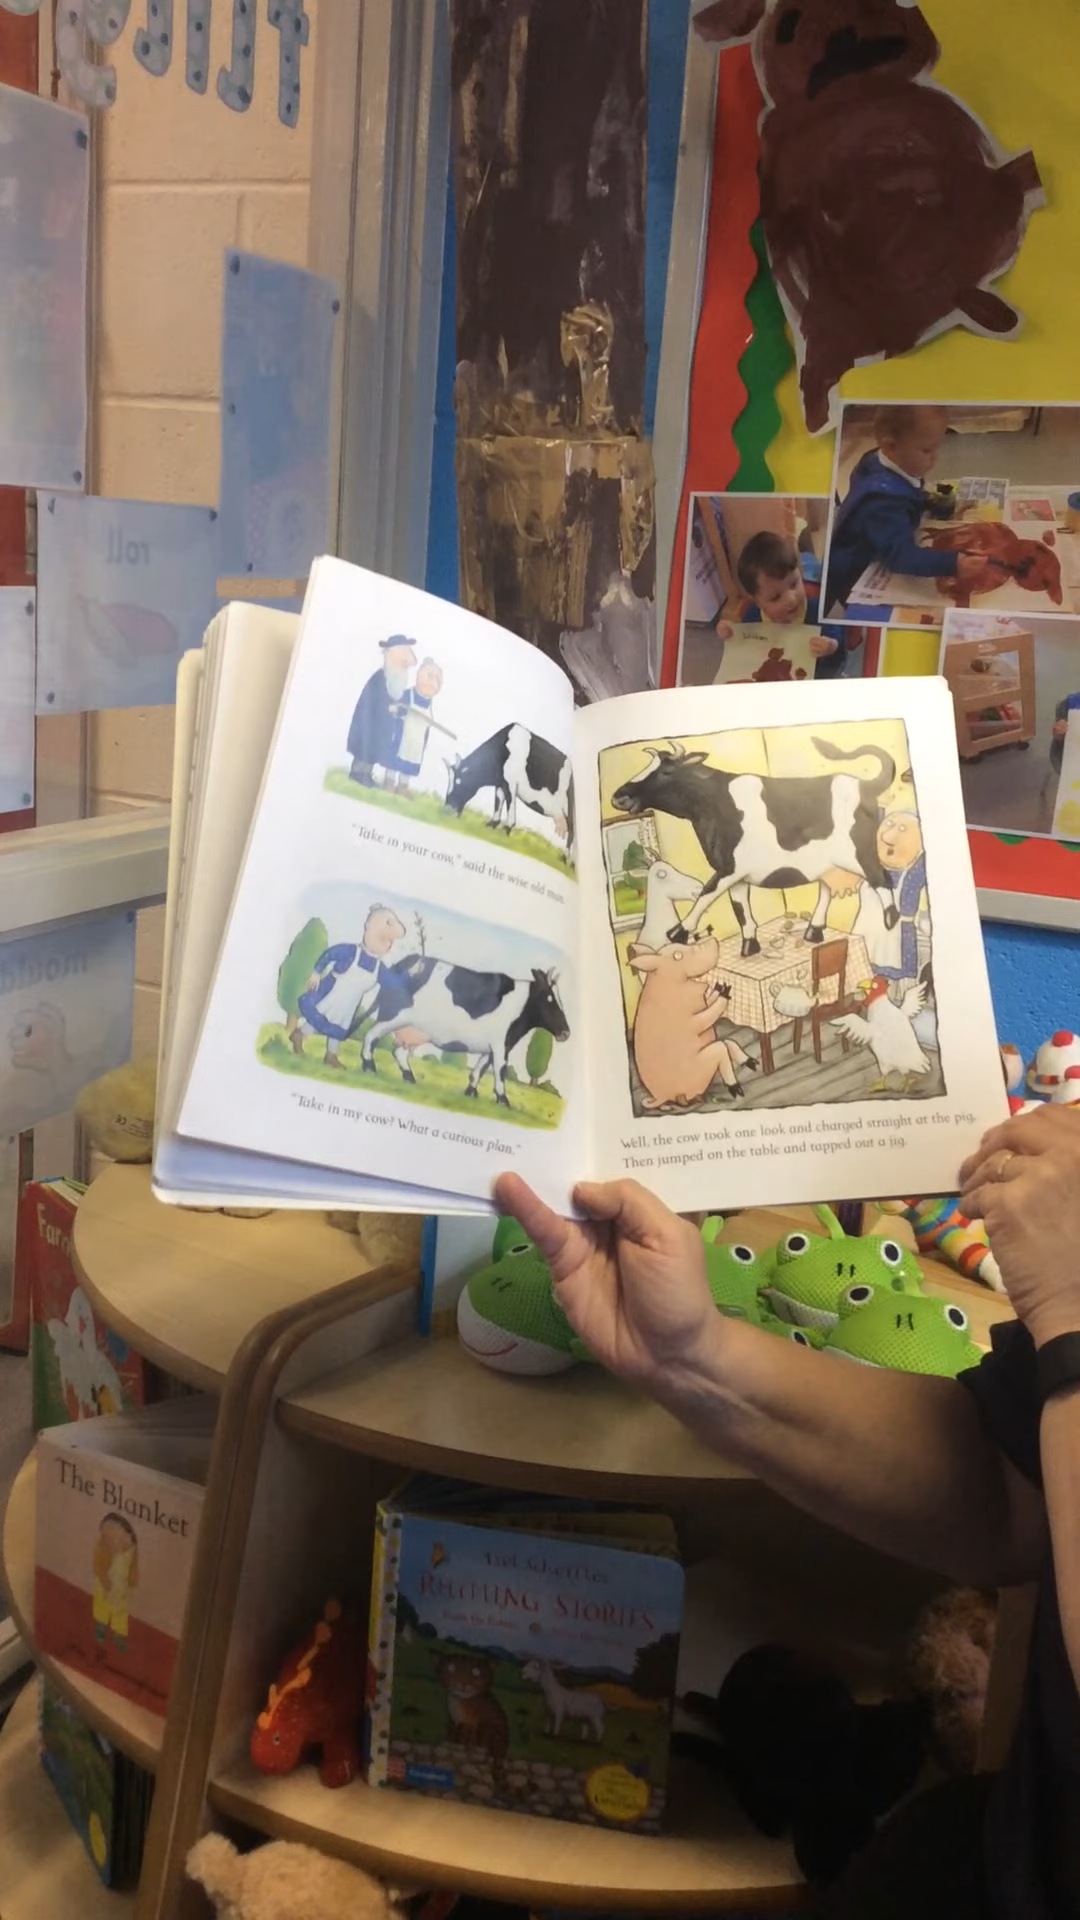 roll
"Take in your cow," said the wise old man.
"Take in my cow? What a curious plan."
Well, the cow took one look and charged straight at the pig,
Then jumped on the table and tapped out a jig.
mould
Farm
The Blanket
Axel Scheffler
RHYMING STORIES